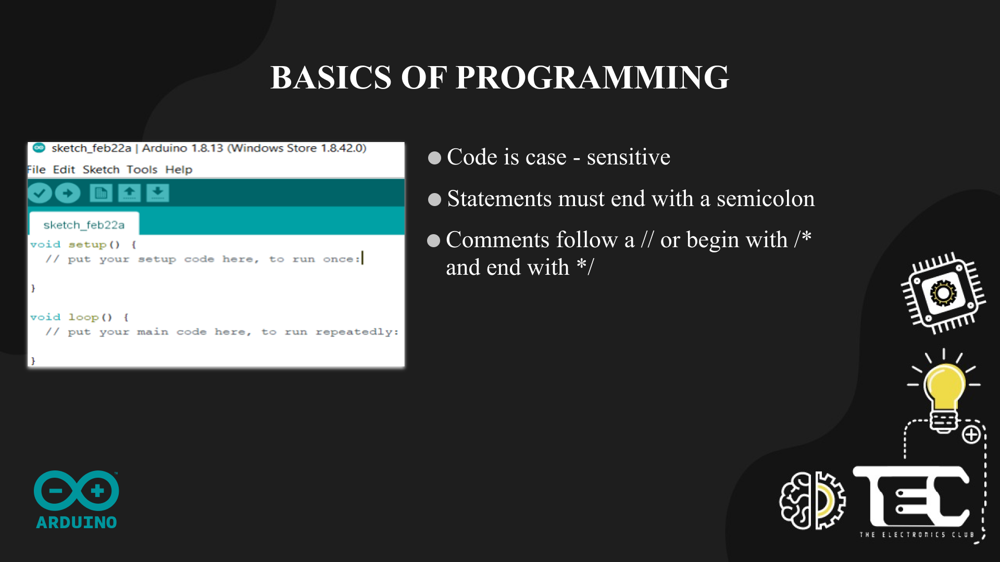 BASICS OF PROGRAMMING
sketch_feb22a | Arduino 1.8.13 (Windows Store 1.8.42.0)
File Edit Sketch Tools Help
sketch_feb22a
void setup() {
// put your setup code here, to run once:
}
void loop() {
// put your main code here, to run repeatedly:
}
Code is case - sensitive
Statements must end with a semicolon
Comments follow a // or begin with /*
and end with */
ARDUINO
TM
TEC
THE ELECTRONICS CLUB